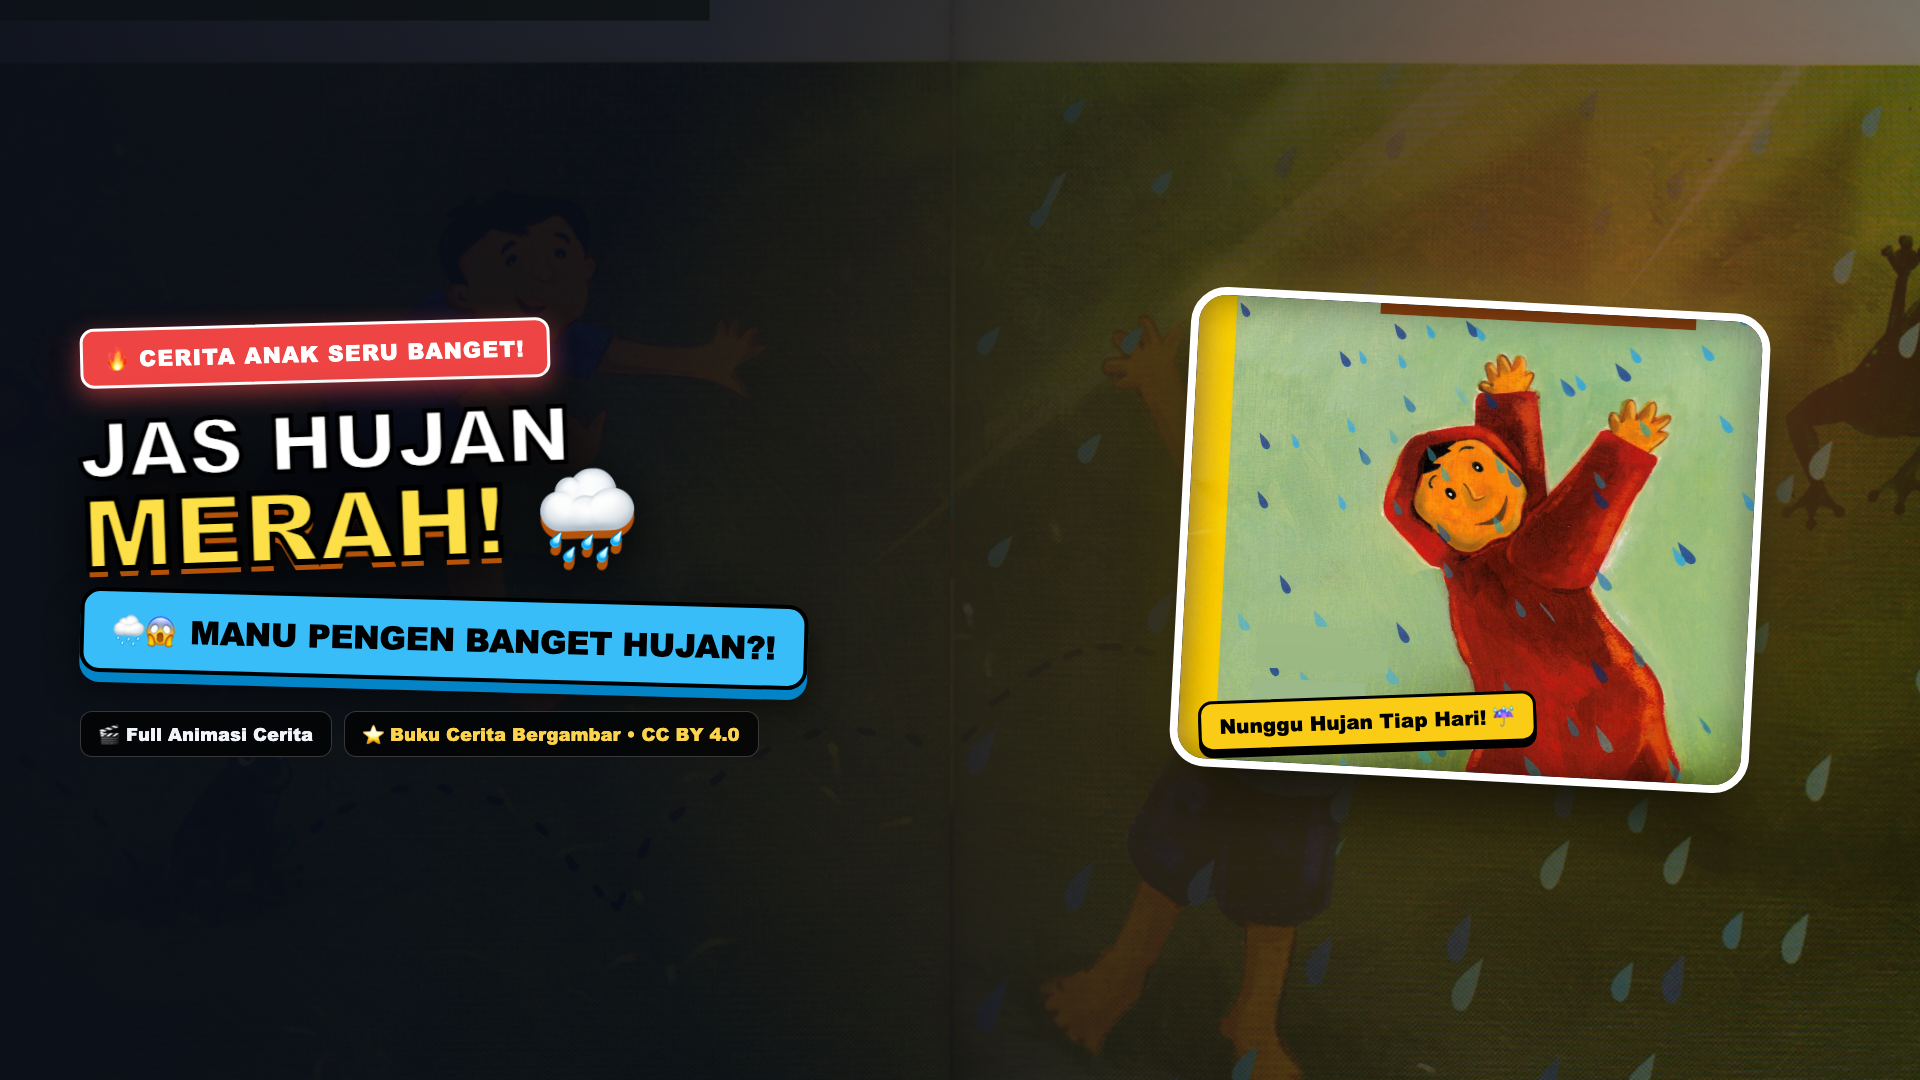 🔥 CERITA ANAK SERU BANGET!
JAS HUJAN
MERAH! 🌧️
🌧️😱 MANU PENGEN BANGET HUJAN?!
🎬 Full Animasi Cerita
⭐ Buku Cerita Bergambar • CC BY 4.0
Nunggu Hujan Tiap Hari! ☔